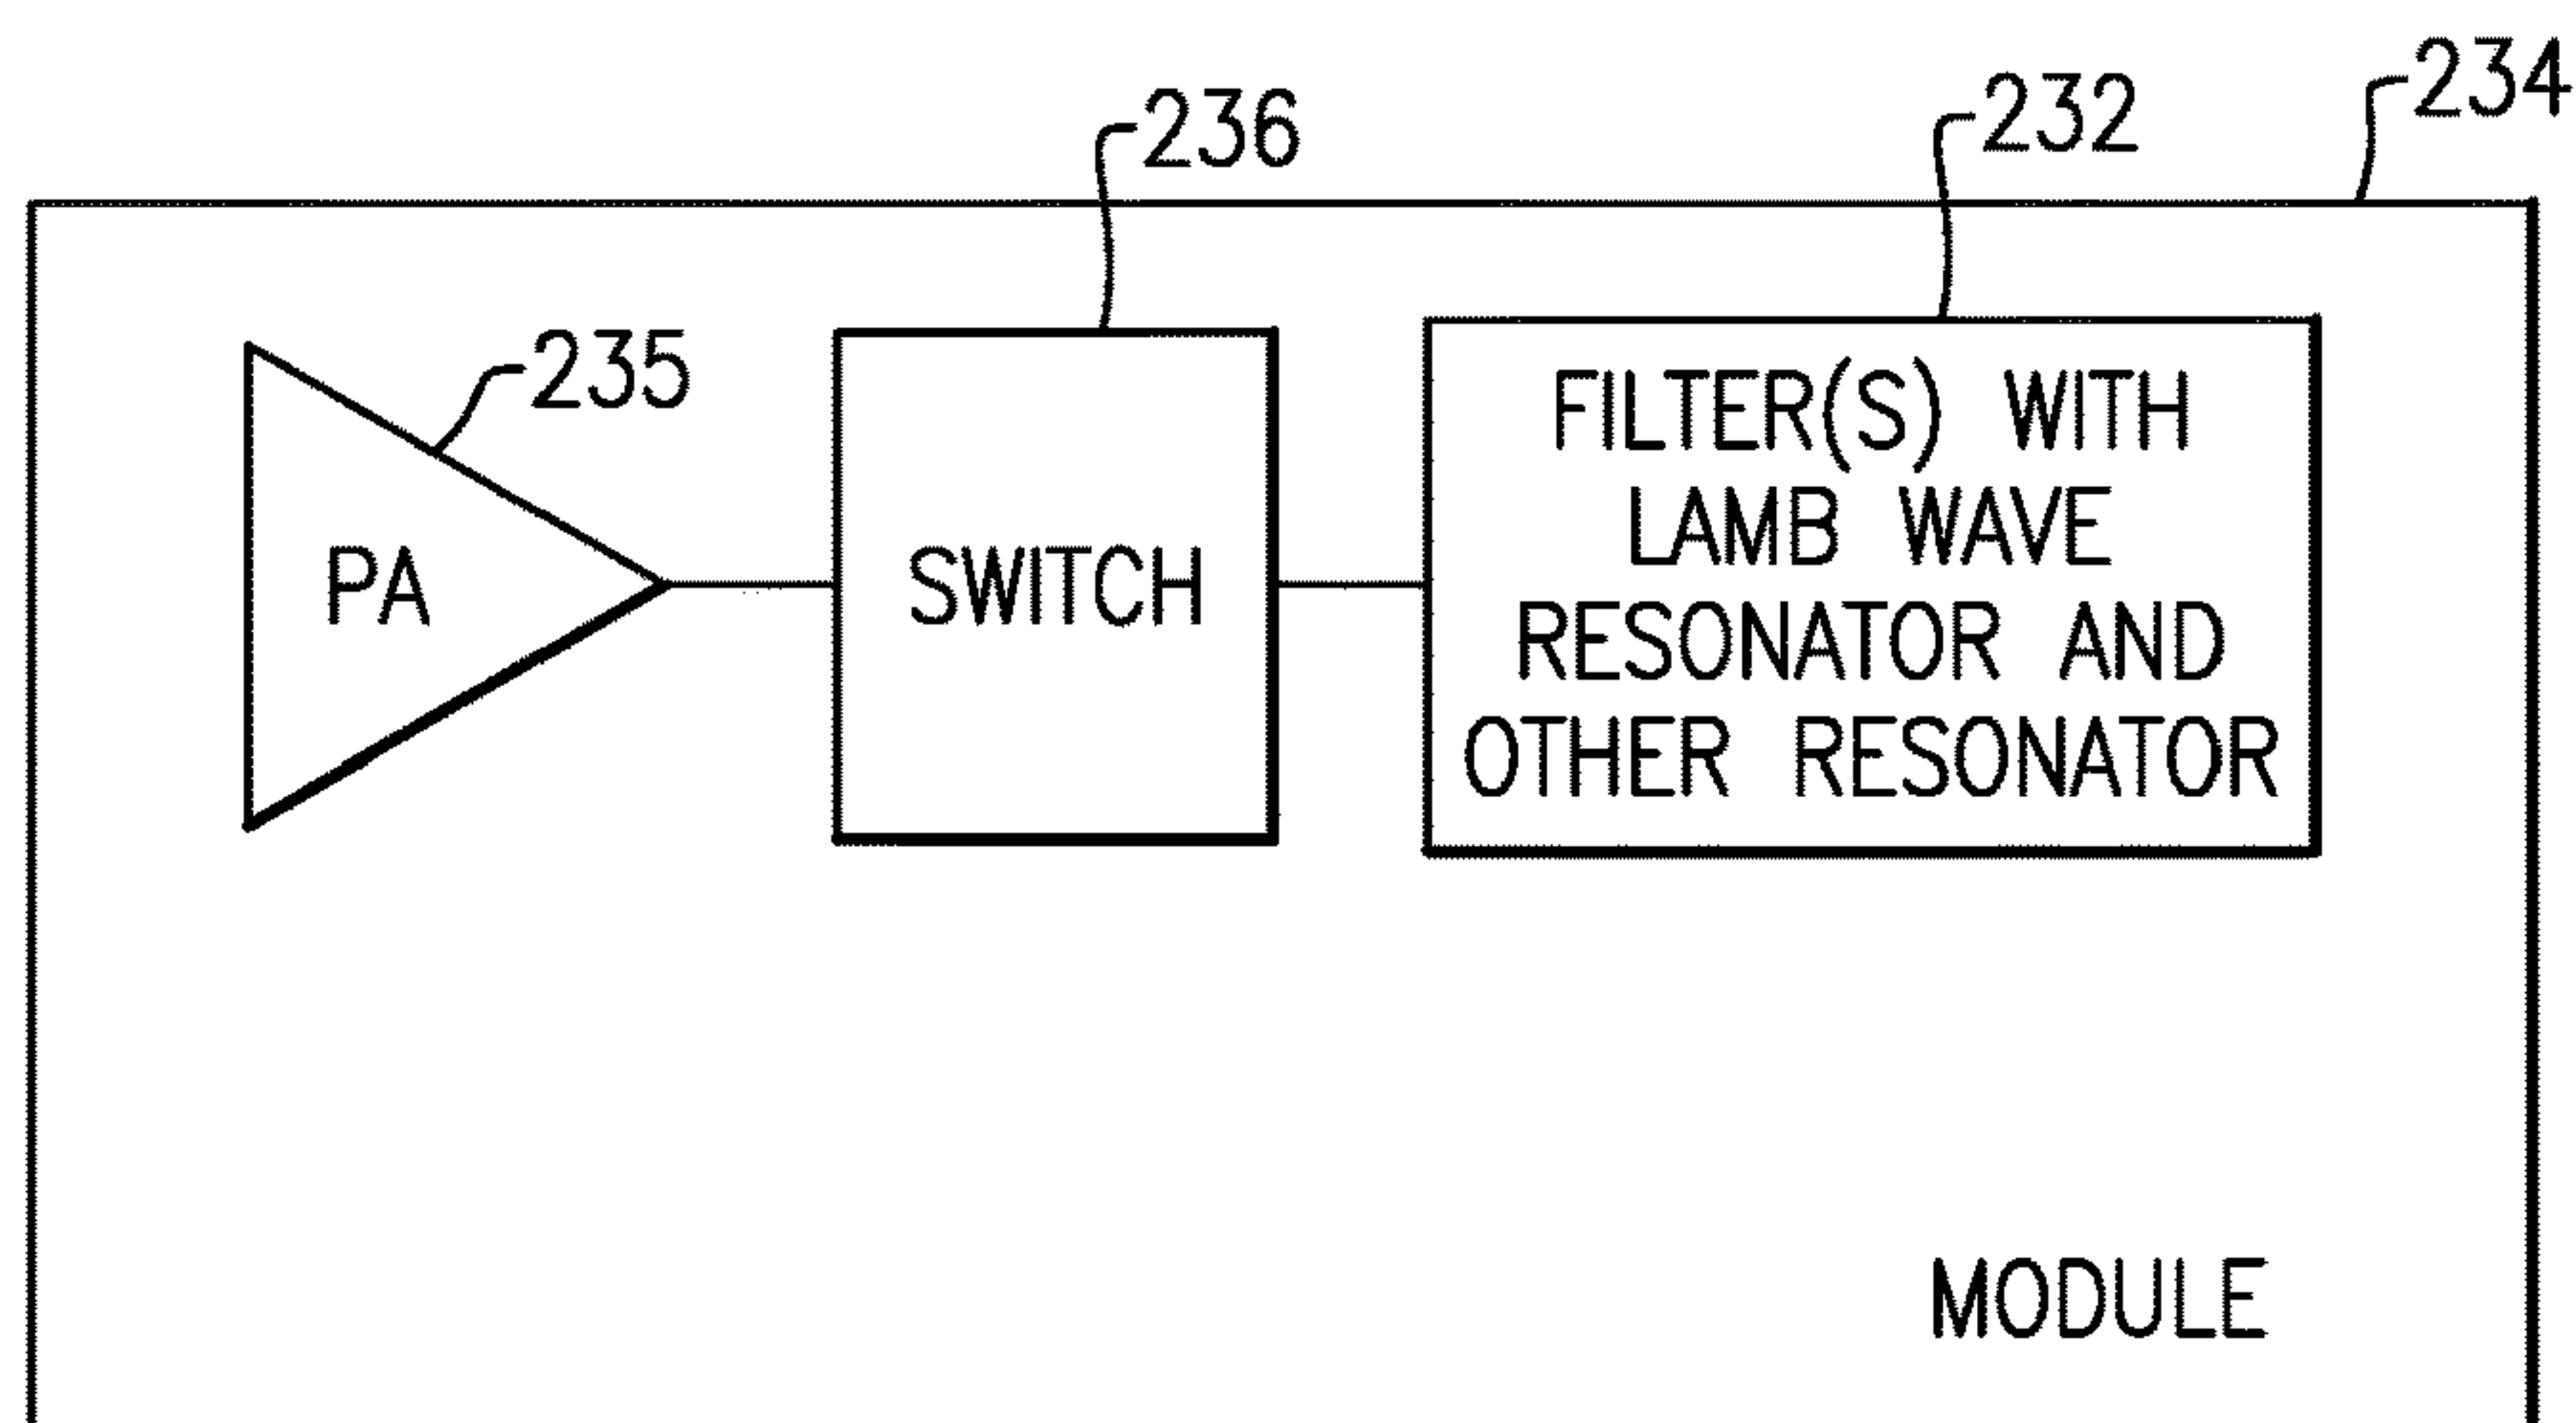 234
236
232
235
PA
SWITCH
FILTER(S) WITH
LAMB WAVE
RESONATOR AND
OTHER RESONATOR
MODULE